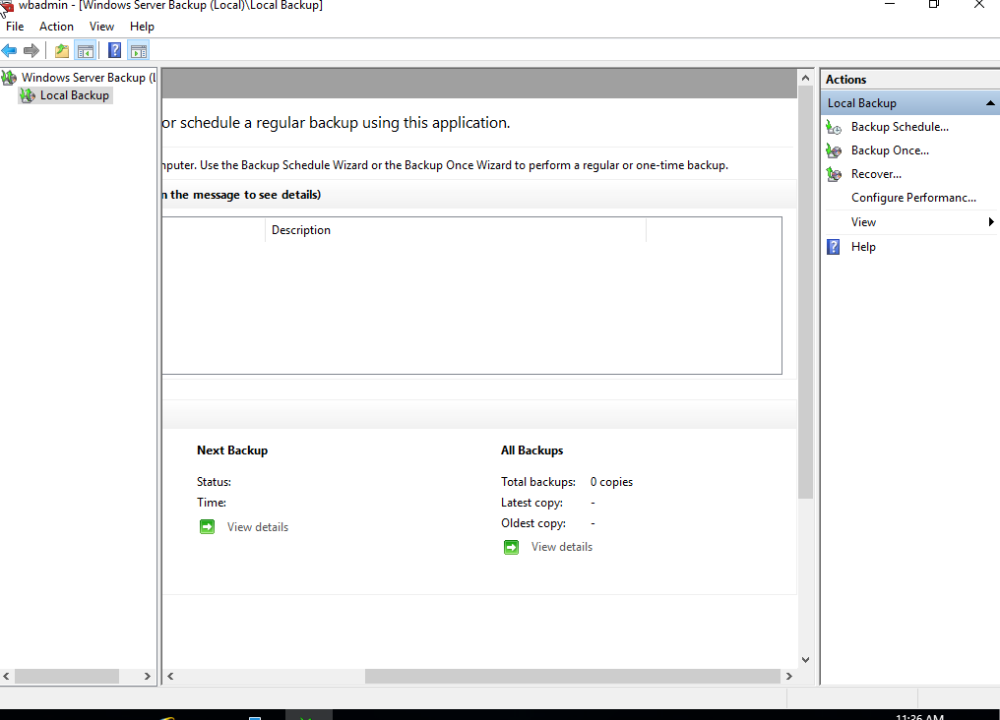 wbadmin - [Windows Server Backup (Local)\Local Backup]
File Action View Help
Windows Server Backup (L
Local Backup
or schedule a regular backup using this application.
mputer. Use the Backup Schedule Wizard or the Backup Once Wizard to perform a regular or one-time backup.
n the message to see details)
Description
Next Backup
Status:
Time:
View details
All Backups
Total backups: 0 copies
Latest copy: -
Oldest copy: -
View details
Actions
Local Backup
Backup Schedule...
Backup Once...
Recover...
Configure Performanc...
View
Help
11:26 AM